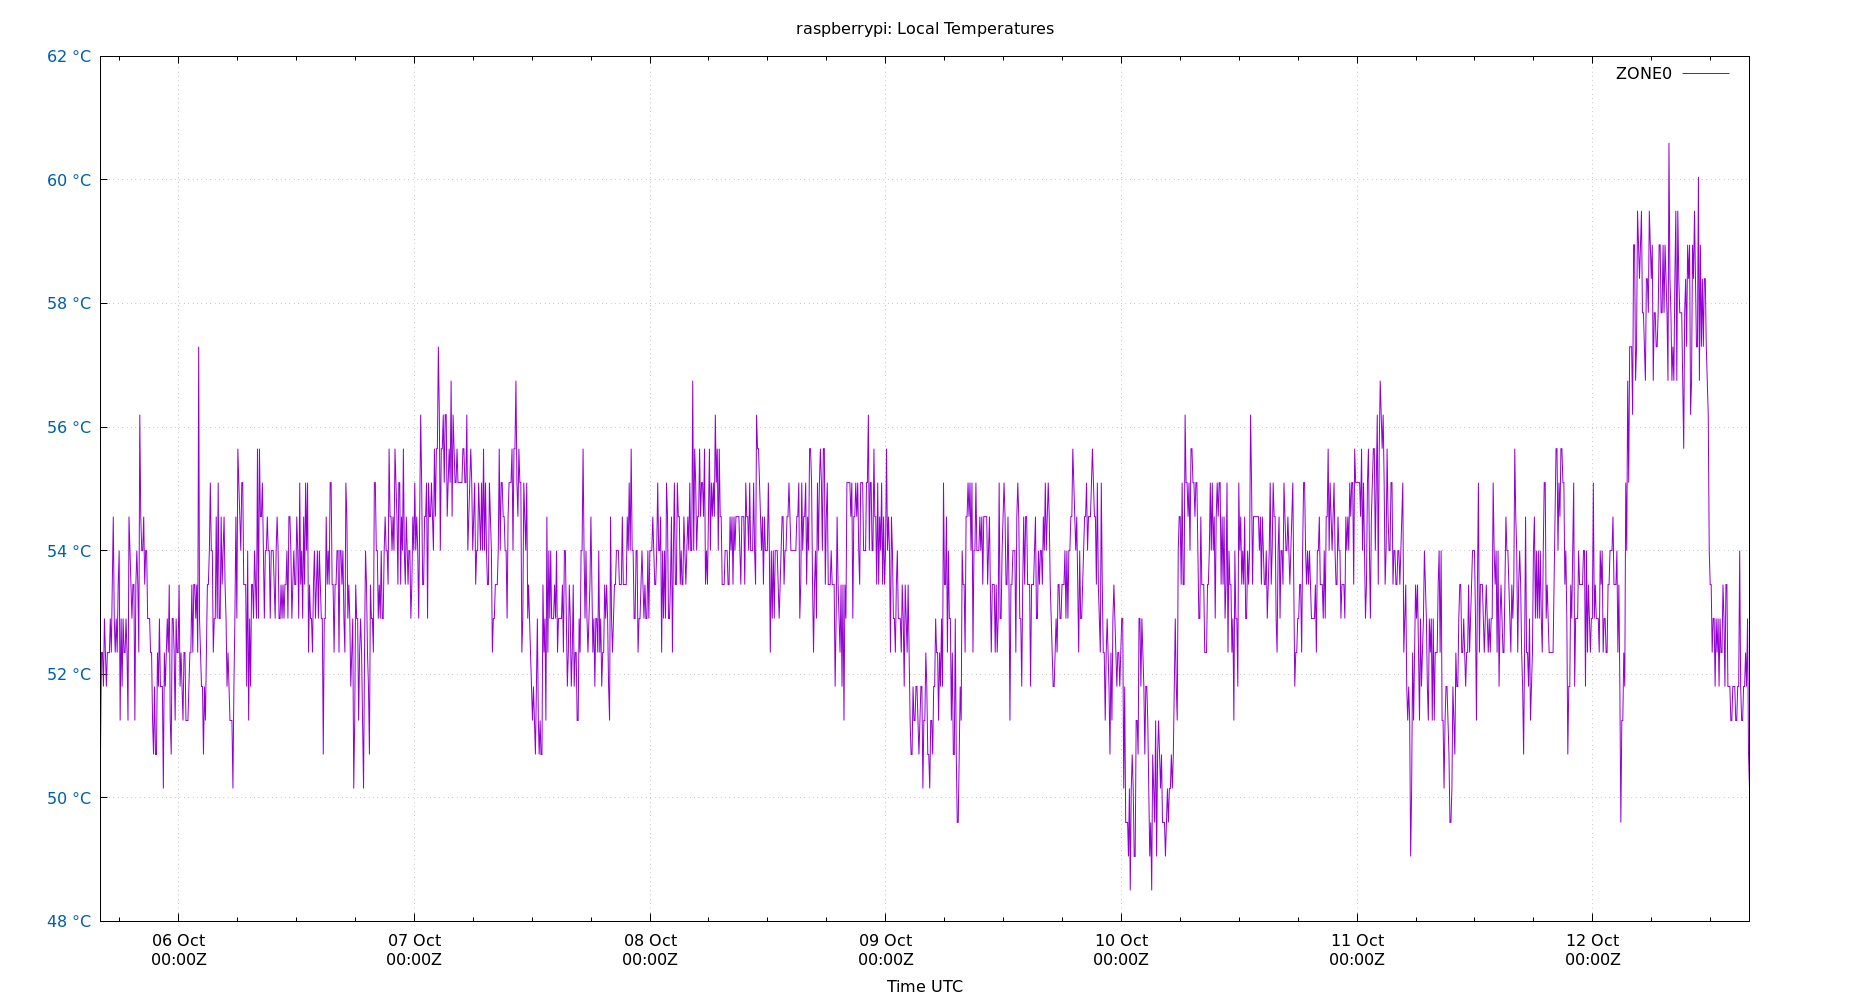 raspberrypi: Local Temperatures
62 °C
ZONE0
60 °C
58 °C
56 °C
54 °C
52 °C
50 °C
48 °C
06 Oct 07 Oct 08 Oct 09 Oct 10 Oct 11 Oct 12 Oct
00:00Z 00:00Z 00:00Z 00:00Z 00:00Z 00:00Z 00:00Z
Time UTC